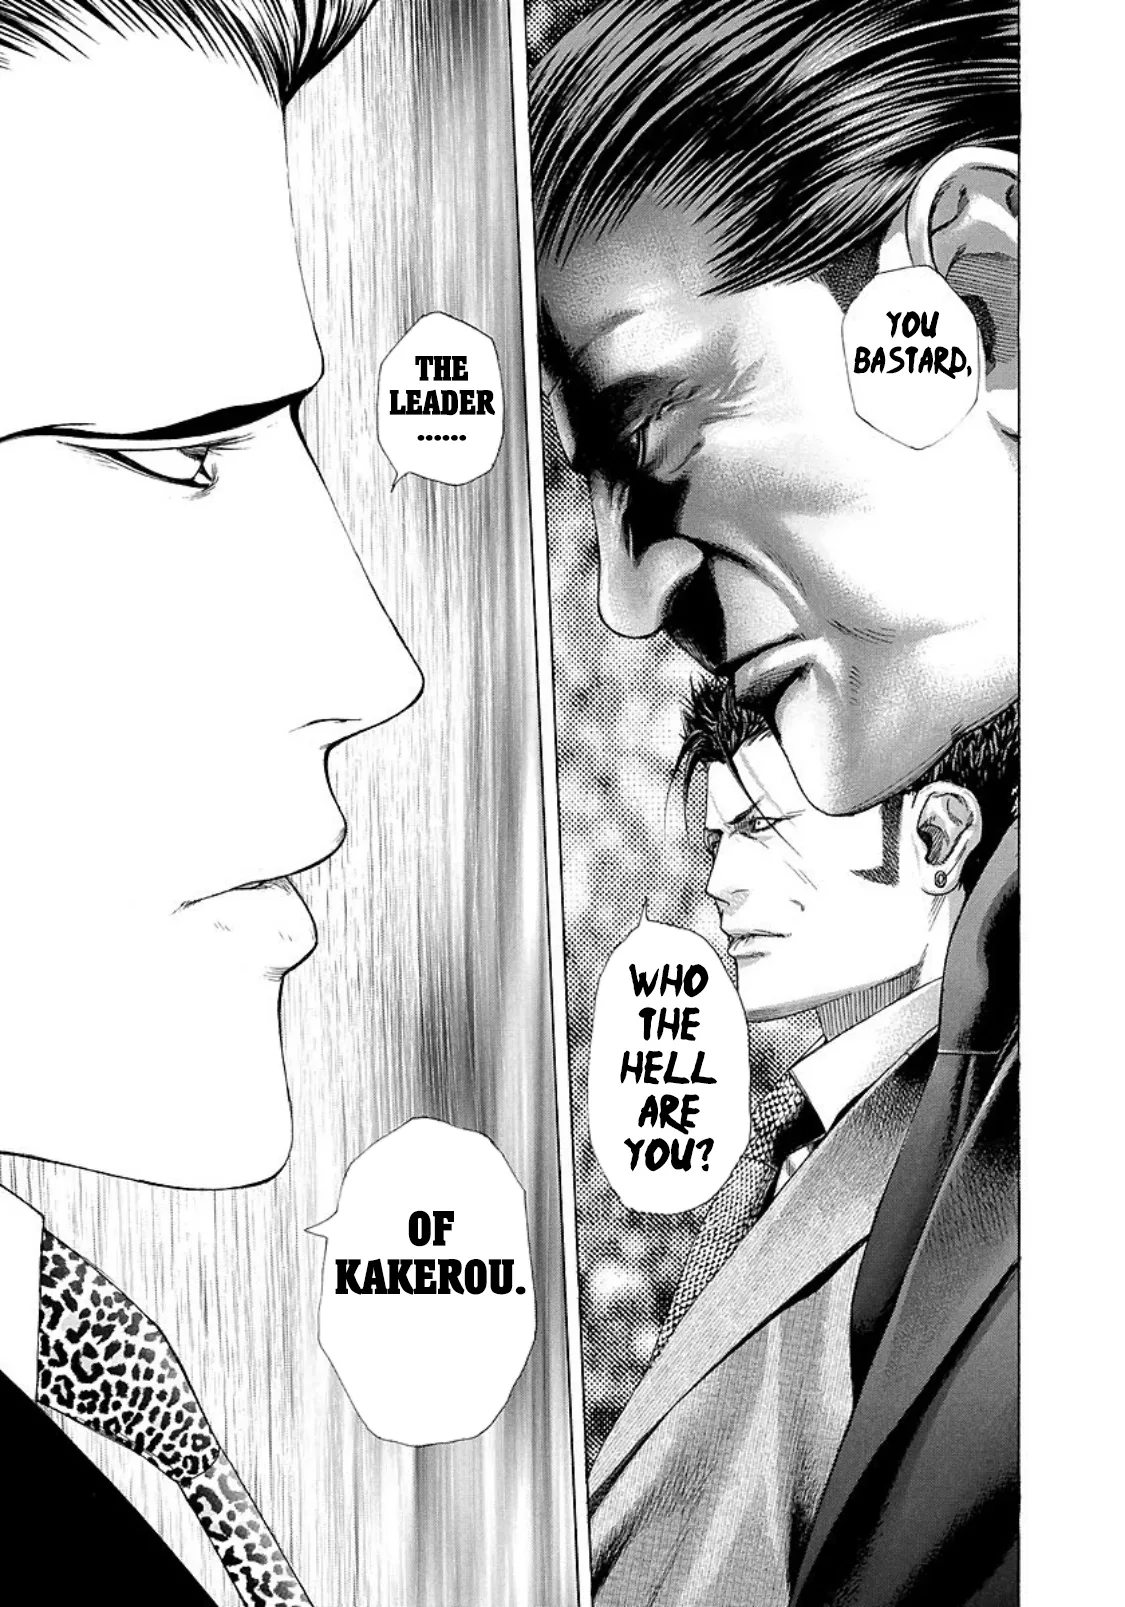 YOU
BASTARD,
WHO
THE
HELL
ARE
YOU?
THE
LEADER
......
OF
KAKEROU.